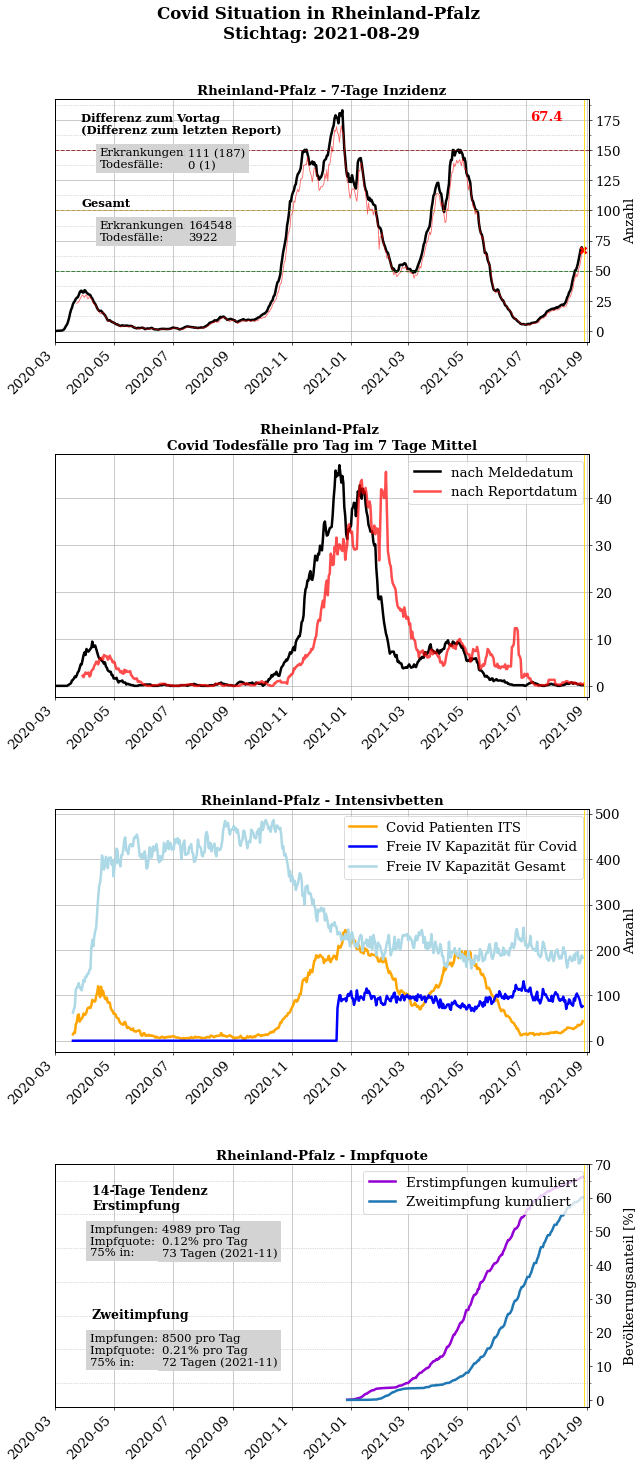 Covid Situation in Rheinland-Pfalz
Stichtag: 2021-08-29
Rheinland-Pfalz - 7-Tage Inzidenz
Differenz zum Vortag
(Differenz zum letzten Report)
Erkrankungen 111 (187)
Todesfälle: 0 (1)
Gesamt
Erkrankungen 164548
Todesfälle: 3922
67.4
175
150
125
100
75
50
25
0
Anzahl
2020-03 2020-05 2020-07 2020-09 2020-11 2021-01 2021-03 2021-05 2021-07 2021-09
Rheinland-Pfalz
Covid Todesfälle pro Tag im 7 Tage Mittel
nach Meldedatum
nach Reportdatum
40
30
20
10
0
2020-03 2020-05 2020-07 2020-09 2020-11 2021-01 2021-03 2021-05 2021-07 2021-09
Rheinland-Pfalz - Intensivbetten
Covid Patienten ITS
Freie IV Kapazität für Covid
Freie IV Kapazität Gesamt
500
400
300
200
100
0
Anzahl
2020-03 2020-05 2020-07 2020-09 2020-11 2021-01 2021-03 2021-05 2021-07 2021-09
Rheinland-Pfalz - Impfquote
Erstimpfungen kumuliert
Zweitimpfung kumuliert
14-Tage Tendenz
Erstimpfung
Impfungen: 4989 pro Tag
Impfquote: 0.12% pro Tag
75% in: 73 Tagen (2021-11)
Zweitimpfung
Impfungen: 8500 pro Tag
Impfquote: 0.21% pro Tag
75% in: 72 Tagen (2021-11)
70
60
50
40
30
20
10
0
Bevölkerungsanteil [%]
2020-03 2020-05 2020-07 2020-09 2020-11 2021-01 2021-03 2021-05 2021-07 2021-09